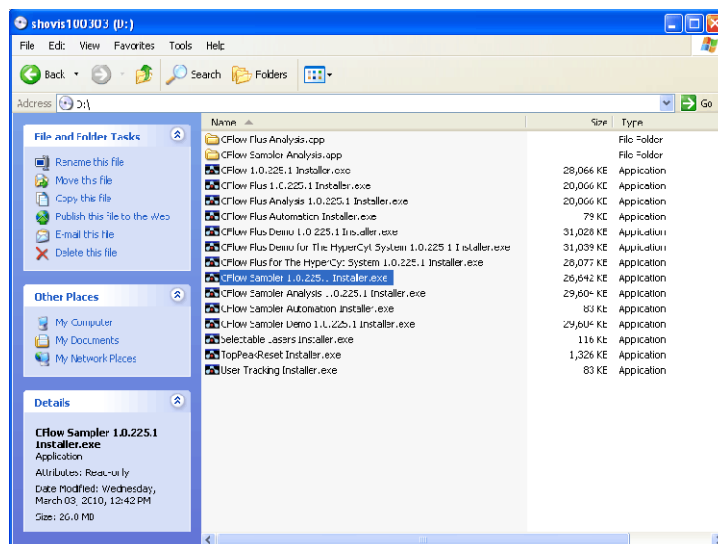 shovis100303 (D:)
File Edit View Favorites Tools Help
Back Search Folders
Address D:\ Go
Name Size Type
File and Folder Tasks
Rename this file
Move this file
Copy this file
Publish this file to the Web
E-mail this file
Delete this file
Other Places
My Computer
My Documents
My Network Places
Details
CFlow Sampler 1.0.225.1
Installer.exe
Application
Attributes: Read-only
Date Modified: Wednesday,
March 03, 2010, 12:42 PM
Size: 26.0 MB
CFlow Plus Analysis.app File Folder
CFlow Sampler Analysis.app File Folder
CFlow 1.0.225.1 Installer.exe 28,066 KB Application
CFlow Plus 1.0.225.1 Installer.exe 28,066 KB Application
CFlow Plus Analysis 1.0.225.1 Installer.exe 28,066 KB Application
CFlow Plus Automation Installer.exe 79 KB Application
CFlow Plus Demo 1.0.225.1 Installer.exe 31,028 KB Application
CFlow Plus Demo for The HyperCyt System 1.0.225.1 Installer.exe 31,039 KB Application
CFlow Plus for The HyperCyt System 1.0.225.1 Installer.exe 28,077 KB Application
CFlow Sampler 1.0.225.1 Installer.exe 26,642 KB Application
CFlow Sampler Analysis 1.0.225.1 Installer.exe 29,604 KB Application
CFlow Sampler Automation Installer.exe 83 KB Application
CFlow Sampler Demo 1.0.225.1 Installer.exe 29,604 KB Application
Selectable Lasers Installer.exe 116 KB Application
TopPeakReset Installer.exe 1,326 KB Application
User Tracking Installer.exe 83 KB Application